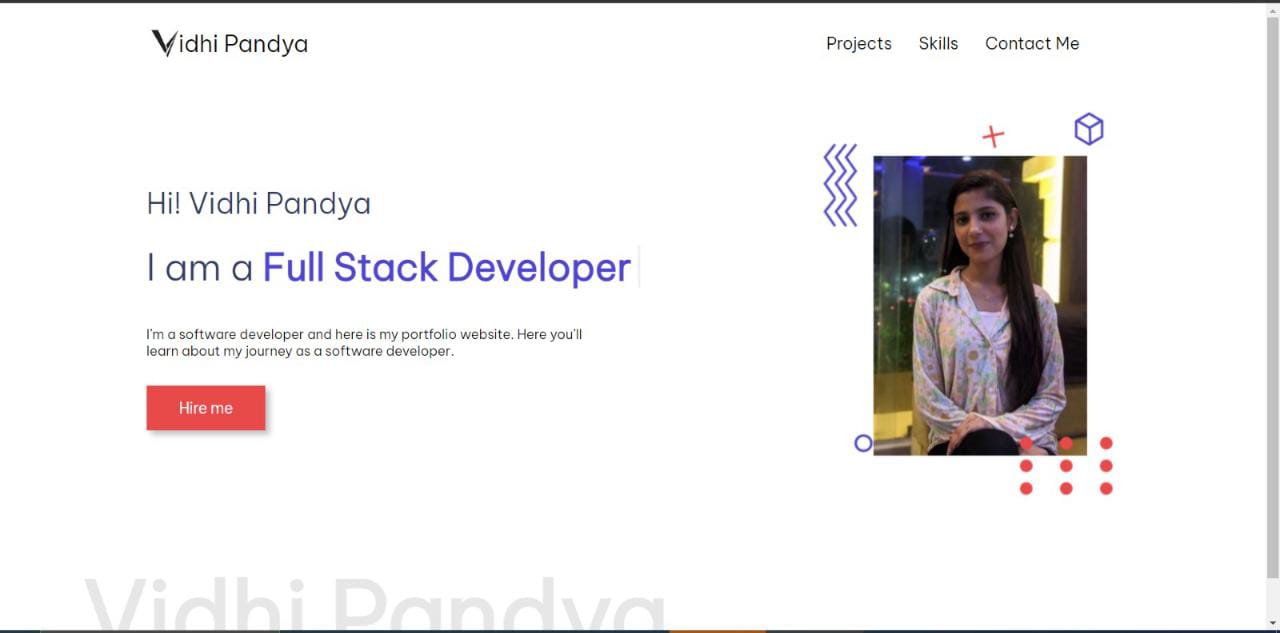 Vidhi Pandya
Projects Skills Contact Me
Hi! Vidhi Pandya
I am a Full Stack Developer
I'm a software developer and here is my portfolio website. Here you'll
learn about my journey as a software developer.
Hire me
Vidhi Pandya